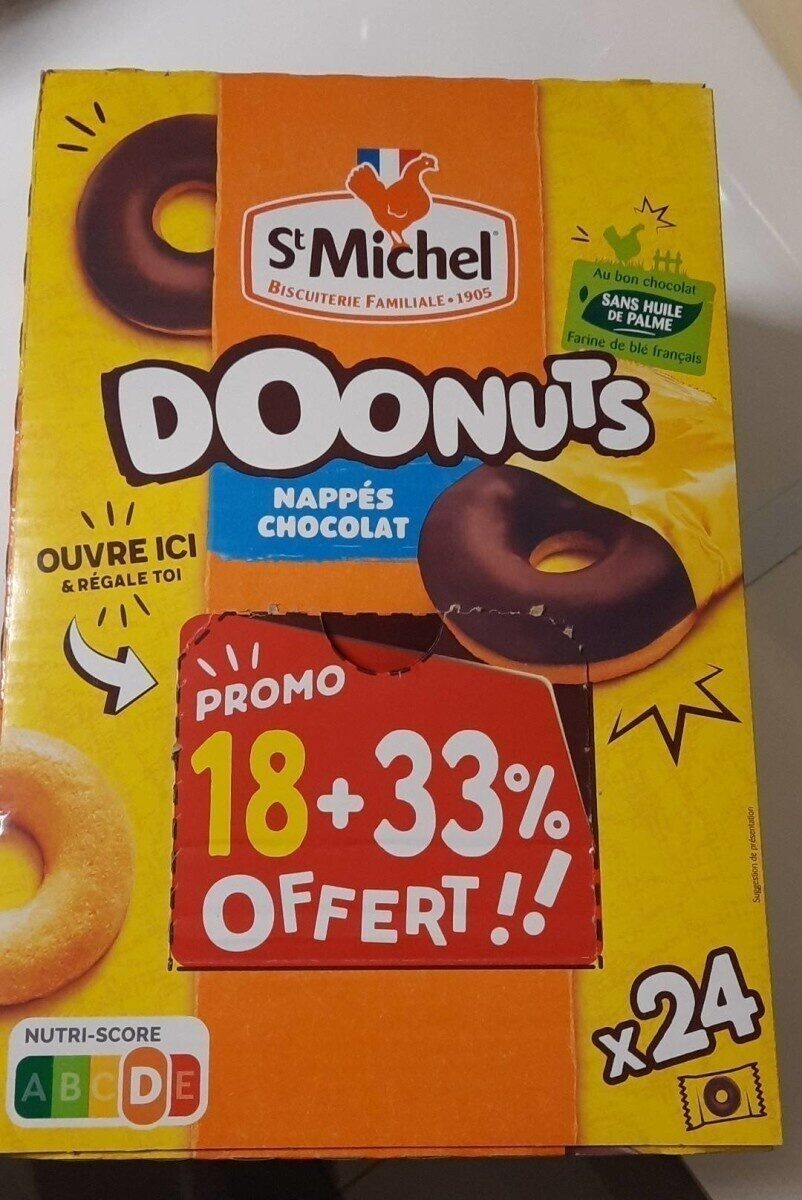 St Michel
BISCUITERIE FAMILIALE • 1905
Au bon chocolat
SANS HUILE
DE PALME
Farine de blé français
DOONUTS
NAPPÉS
CHOCOLAT
OUVRE ICI
& RÉGALE TOI
PROMO
18+33%
OFFERT!!
Suggestion de présentation
x24
NUTRI-SCORE
A B C D E